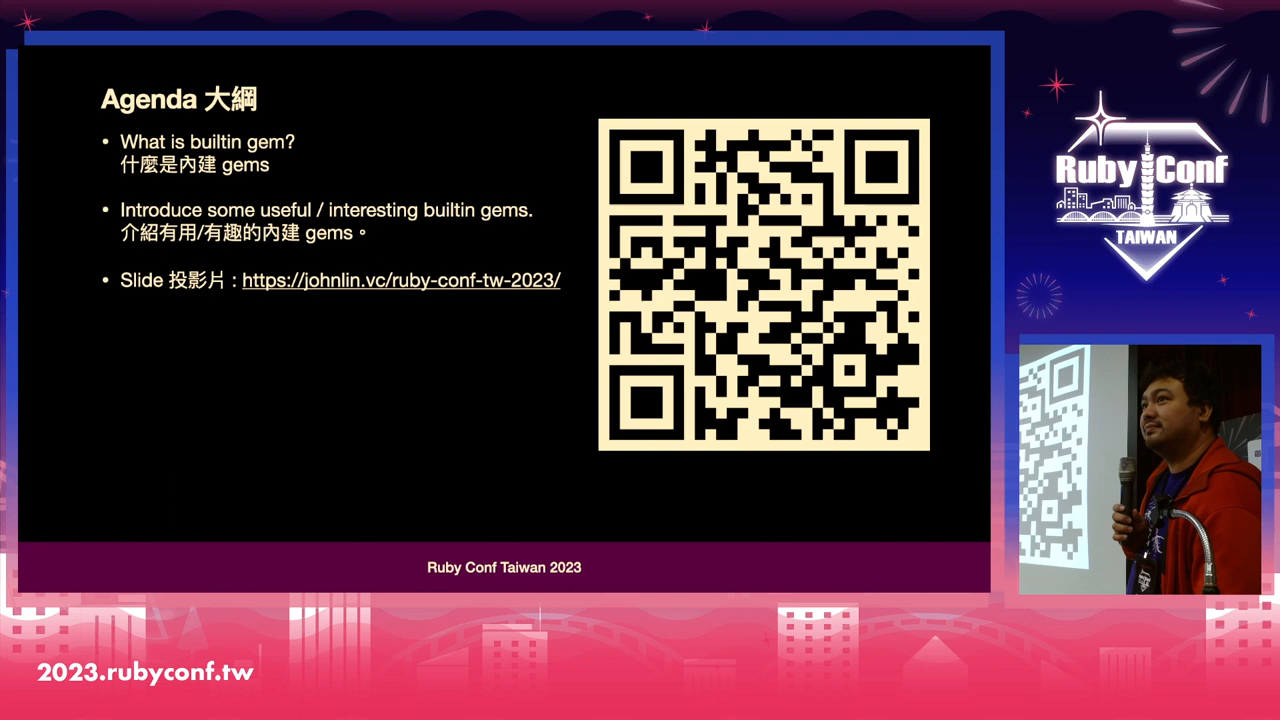 Agenda 大綱
• What is builtin gem?
什麼是內建 gems
• Introduce some useful / interesting builtin gems.
介紹有用/有趣的內建 gems。
• Slide 投影片 : https://johnlin.vc/ruby-conf-tw-2023/
Ruby Conf Taiwan 2023
Ruby Conf
TAIWAN
2023.rubyconf.tw